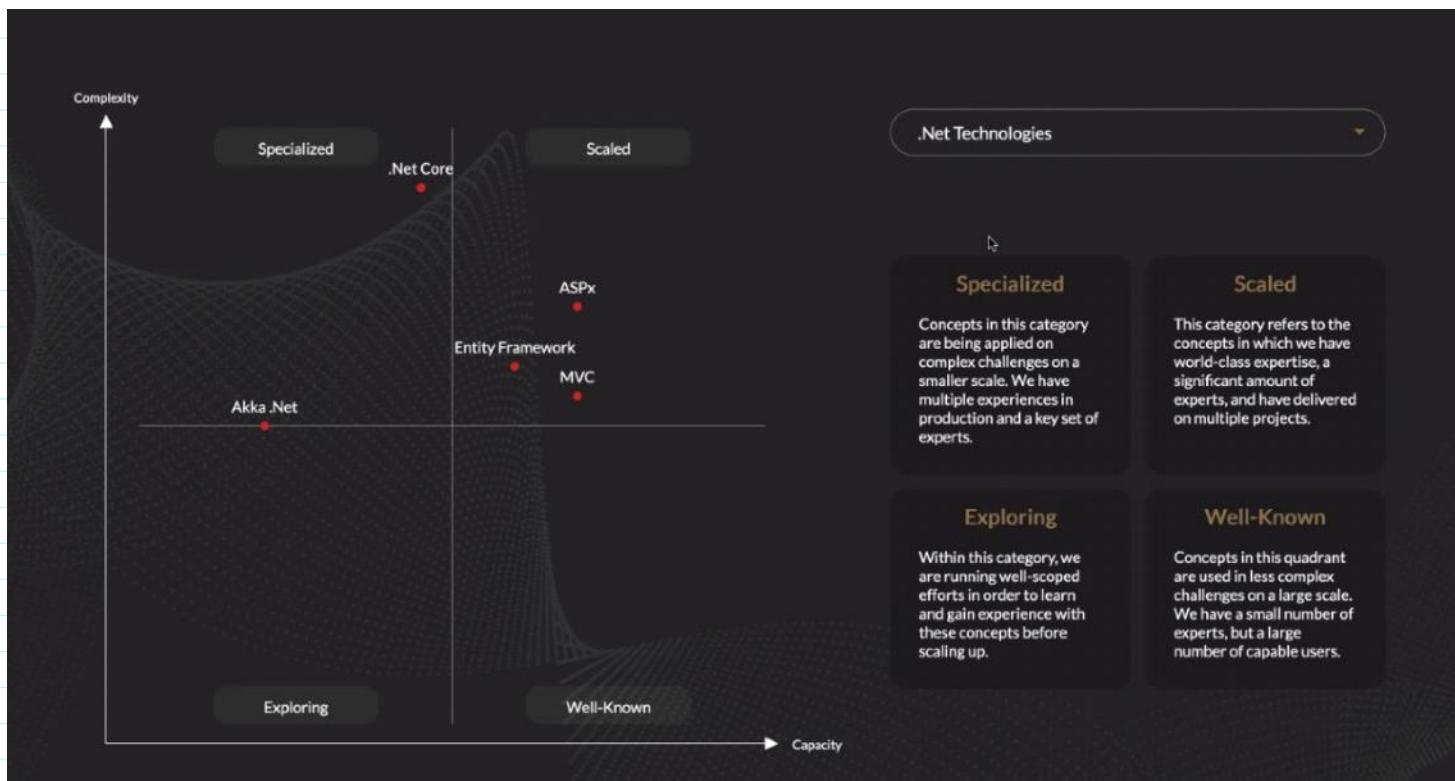 Complexity
Specialized
Scaled
.Net Core
ASPx
Entity Framework
MVC
Akka .Net
Exploring
Well-Known
Capacity
.Net Technologies
Specialized
Concepts in this category
are being applied on
complex challenges on a
smaller scale. We have
multiple experiences in
production and a key set of
experts.
Scaled
This category refers to the
concepts in which we have
world-class expertise, a
significant amount of
experts, and have delivered
on multiple projects.
Exploring
Within this category, we
are running well-scoped
efforts in order to learn
and gain experience with
these concepts before
scaling up.
Well-Known
Concepts in this quadrant
are used in less complex
challenges on a large scale.
We have a small number of
experts, but a large
number of capable users.